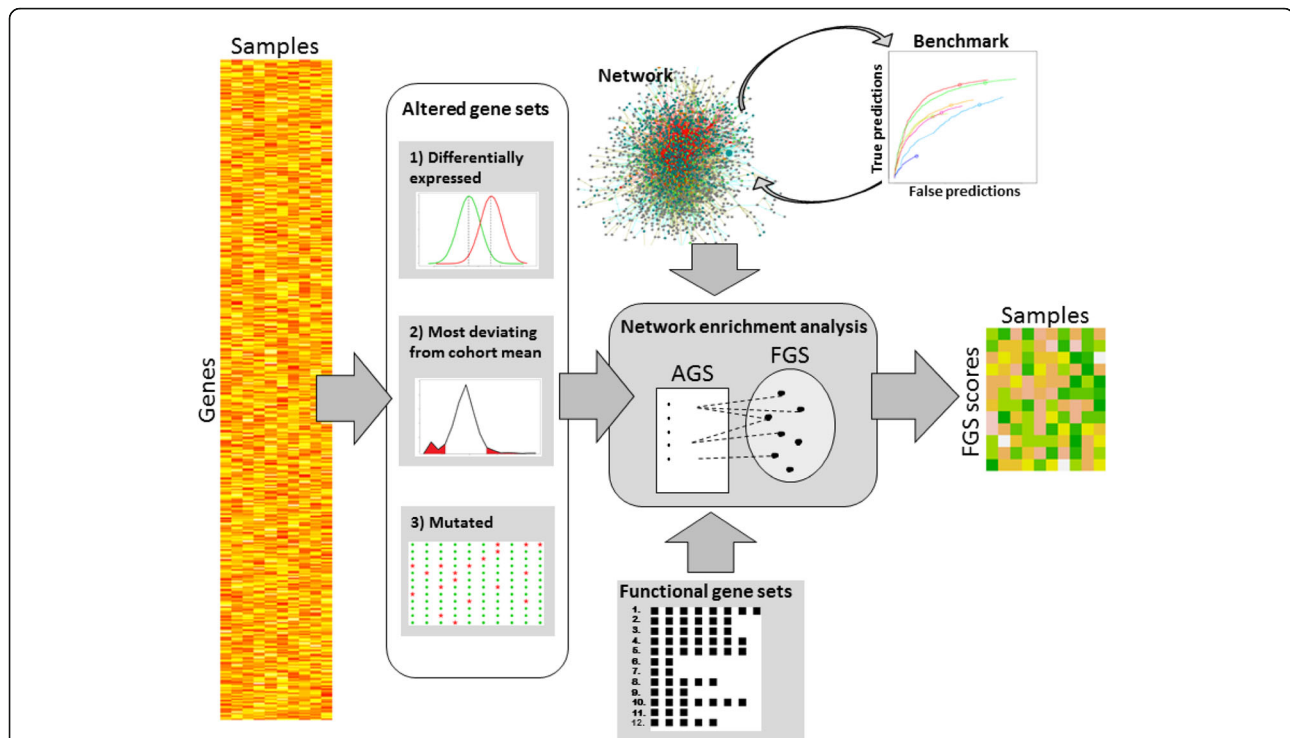 Samples
Genes
Altered gene sets
1) Differentially
expressed
2) Most deviating
from cohort mean
3) Mutated
Network
Benchmark
True predictions
False predictions
Network enrichment analysis
AGS
FGS
Functional gene sets
1.
2.
3.
4.
5.
6.
7.
8.
9.
10.
11.
12.
Samples
FGS scores